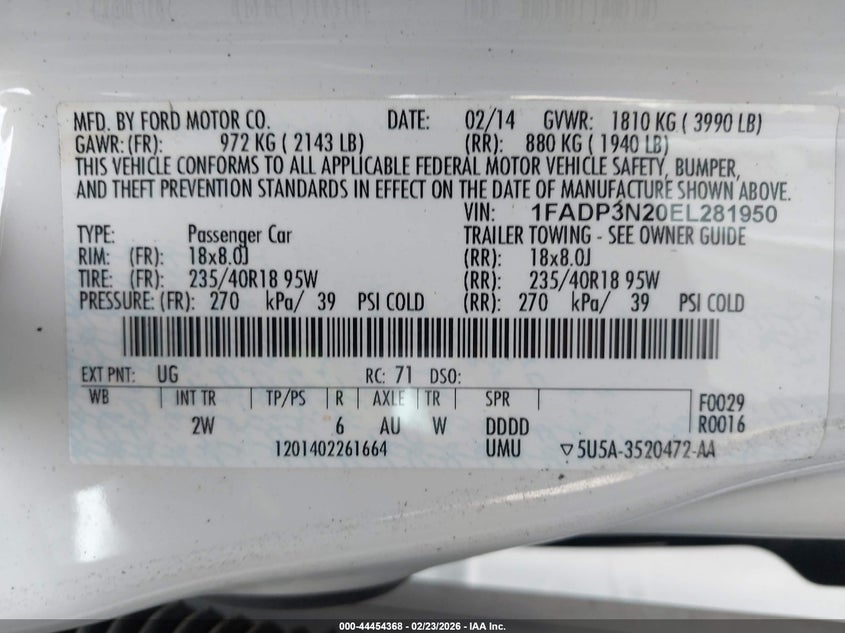 MFD. BY FORD MOTOR CO. DATE: 02/14 GVWR: 1810 KG ( 3990 LB)
GAWR:(FR): 972 KG ( 2143 LB) (RR): 880 KG ( 1940 LB)
THIS VEHICLE CONFORMS TO ALL APPLICABLE FEDERAL MOTOR VEHICLE SAFETY, BUMPER,
AND THEFT PREVENTION STANDARDS IN EFFECT ON THE DATE OF MANUFACTURE SHOWN ABOVE.
VIN: 1FADP3N20EL281950
TYPE: Passenger Car TRAILER TOWING - SEE OWNER GUIDE
RIM: (FR): 18x8.0J (RR): 18x8.0J
TIRE: (FR): 235/40R18 95W (RR): 235/40R18 95W
PRESSURE: (FR): 270 kPa/ 39 PSI COLD (RR): 270 kPa/ 39 PSI COLD
EXT PNT: UG RC: 71 DSO:
WB INT TR TP/PS R AXLE TR SPR F0029
2W 6 AU W DDDD R0016
1201402261664 UMU ▽5U5A-3520472-AA
000-44454368 - 02/23/2026 - IAA Inc.